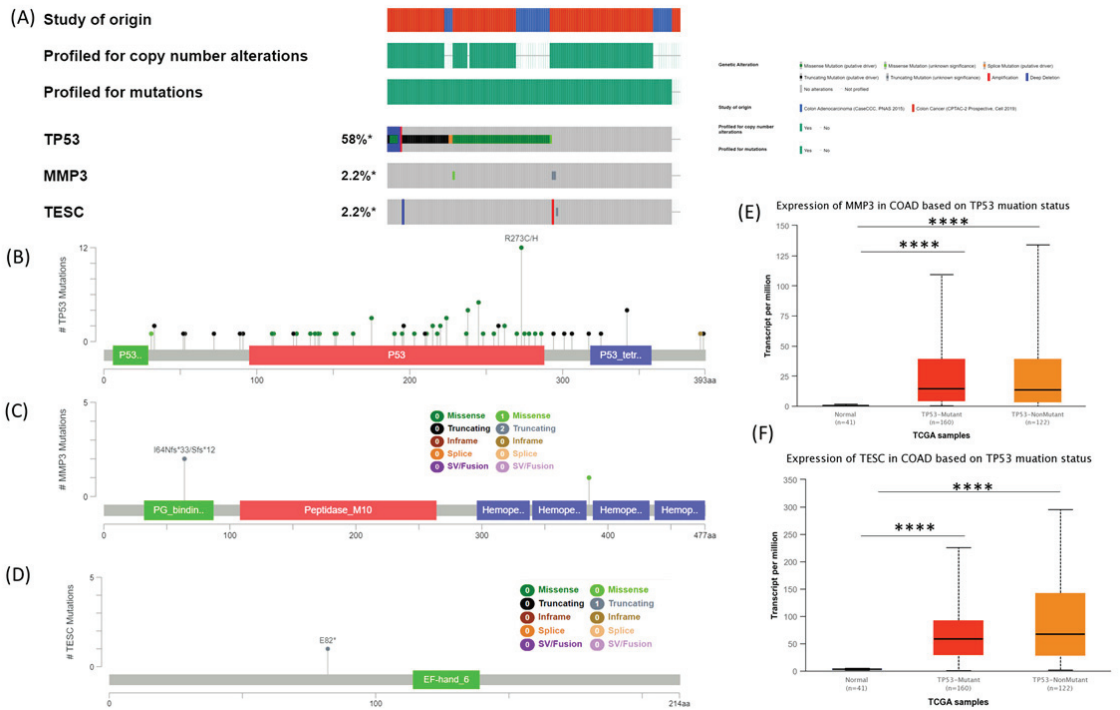 (A)
Study of origin
Profiled for copy number alterations
Profiled for mutations
TP53 58%*
MMP3 2.2%*
TESC 2.2%*
Genetic Alteration
Missense Mutation (putative driver) Missense Mutation (unknown significance) Splice Mutation (putative driver)
Truncating Mutation (putative driver) Truncating Mutation (unknown significance) Amplification Deep Deletion
No alterations Not profiled
Study of origin
Colon Adenocarcinoma (CaseCCC, PNAS 2015) Colon Cancer (CPTAC-2 Prospective, Cell 2019)
Profiled for copy number
alterations
Yes No
Profiled for mutations
Yes No
(B)
# TP53 Mutations
12
0
R273C/H
P53..
P53
P53_tetr..
0 100 200 300 393aa
(C)
# MMP3 Mutations
5
0
I64Nfs*33/Sfs*12
0 Missense 1 Missense
0 Truncating 2 Truncating
0 Inframe 0 Inframe
0 Splice 0 Splice
0 SV/Fusion 0 SV/Fusion
PG_bindin..
Peptidase_M10
Hemope.. Hemope.. Hemope.. Hemop..
0 100 200 300 400 477aa
(D)
# TESC Mutations
5
0
E82*
0 Missense 0 Missense
0 Truncating 1 Truncating
0 Inframe 0 Inframe
0 Splice 0 Splice
0 SV/Fusion 0 SV/Fusion
EF-hand_6
0 100 214aa
(E)
Expression of MMP3 in COAD based on TP53 muation status
****
****
Transcript per million
150
125
100
75
50
25
0
Normal TP53-Mutant TP53-NonMutant
(n=41) (n=160) (n=122)
TCGA samples
(F)
Expression of TESC in COAD based on TP53 muation status
****
****
Transcript per million
350
300
250
200
150
100
50
0
Normal TP53-Mutant TP53-NonMutant
(n=41) (n=160) (n=122)
TCGA samples